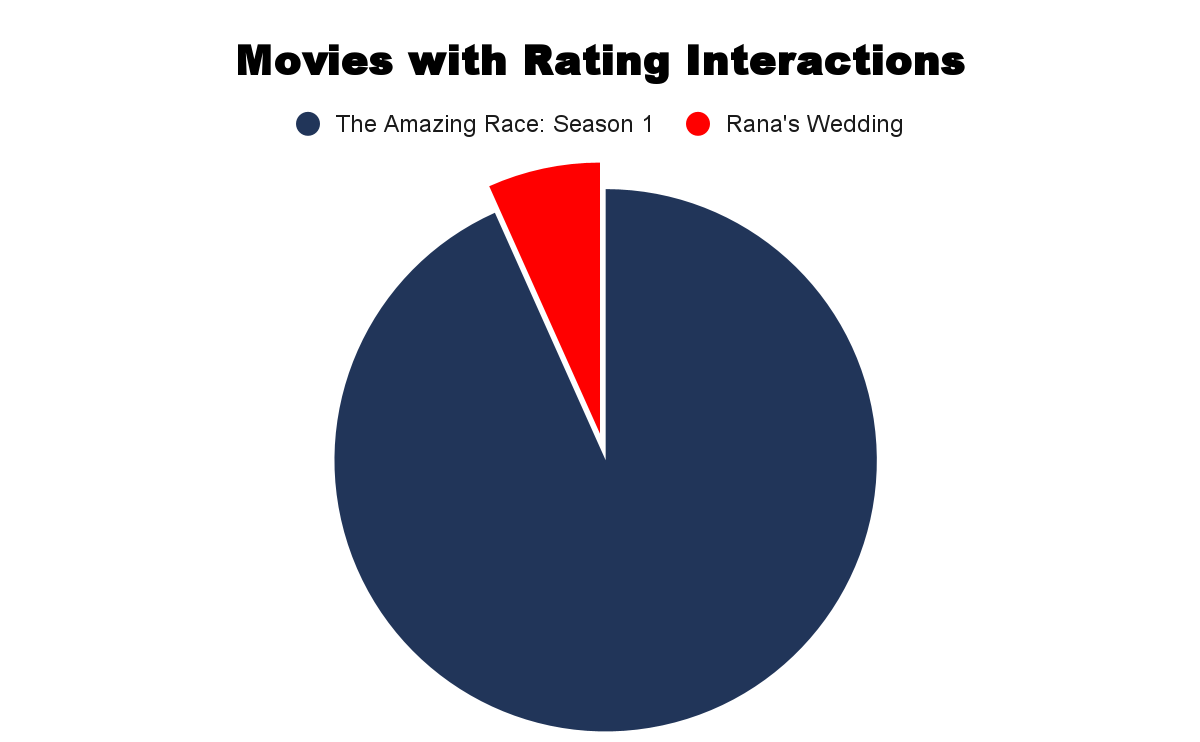 Movies with Rating Interactions
The Amazing Race: Season 1 Rana's Wedding